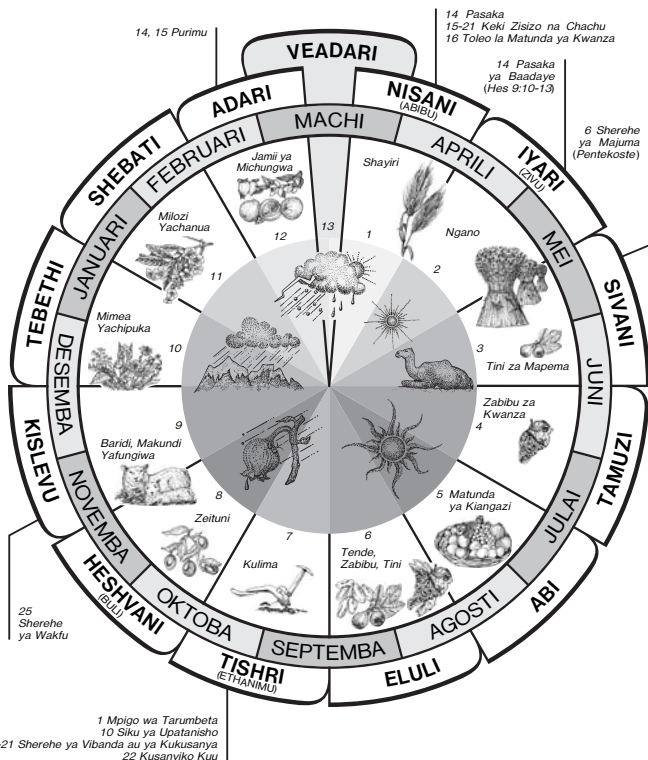 14, 15 Purimu
14 Pasaka
15-21 Keki Zisizo na Chachu
16 Toleo la Matunda ya Kwanza
14 Pasaka
ya Baadaye
(Hes 9:10-13)
6 Sherehe
ya Majuma
(Pentekoste)
VEADARI
NISANI
(ABIBU)
IYARI
(ZIVU)
SIVANI
TAMUZI
ABI
ELULI
TISHRI
(ETHANIMU)
HESHVANI
(BULI)
KISLEVU
TEBETHI
SHEBATI
ADARI
MACHI
APRILI
MEI
JUNI
JULAI
AGOSTI
SEPTEMBA
OKTOBA
NOVEMBA
DESEMBA
JANUARI
FEBRUARI
1
Shayiri
2
Ngano
3
Tini za Mapema
4
Zabibu za
Kwanza
5
Matunda
ya Kiangazi
6
Tende,
Zabibu, Tini
7
Kulima
8
Zeituni
9
Baridi, Makundi
Yafungiwa
10
Mimea
Yachipuka
11
Milozi
Yachanua
12
Jamii ya
Michungwa
13
25
Sherehe
ya Wakfu
1 Mpigo wa Tarumbeta
10 Siku ya Upatanisho
-21 Sherehe ya Vibanda au ya Kukusanya
22 Kusanyiko Kuu